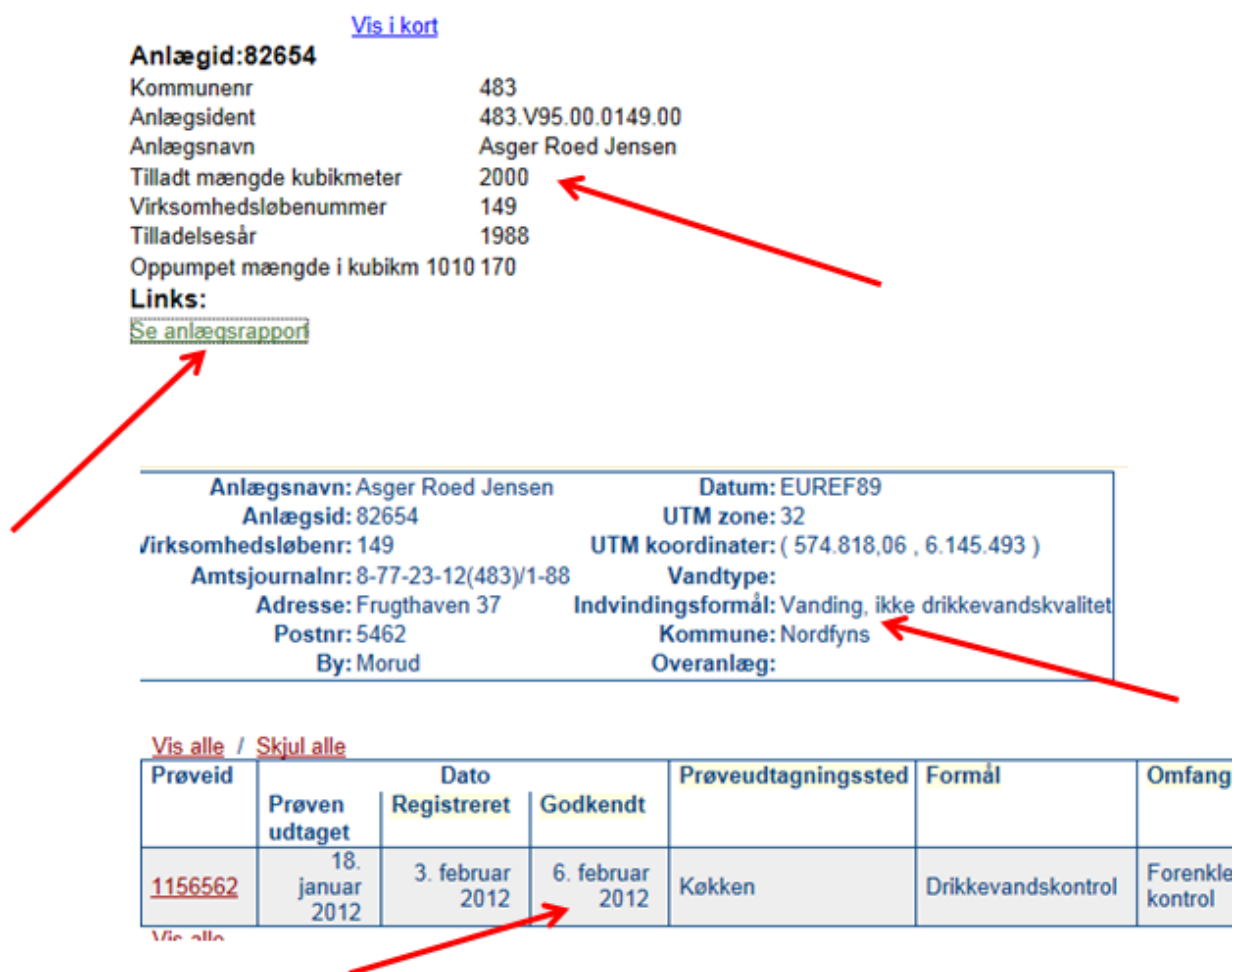 Vis i kort
Anlægid:82654
Kommunenr 483
Anlægsident 483.V95.00.0149.00
Anlægsnavn Asger Roed Jensen
Tilladt mængde kubikmeter 2000
Virksomhedsløbenummer 149
Tilladelsesår 1988
Oppumpet mængde i kubikm 1010 170
Links:
Se anlægsrapport
Anlægsnavn: Asger Roed Jensen Datum: EUREF89
Anlægsid: 82654 UTM zone: 32
Virksomhedsløbenr: 149 UTM koordinater: ( 574.818,06 , 6.145.493 )
Amtsjournalnr: 8-77-23-12(483)/1-88 Vandtype:
Adresse: Frugthaven 37 Indvindingsformål: Vanding, ikke drikkevandskvalitet
Postnr: 5462 Kommune: Nordfyns
By: Morud Overanlæg:
Vis alle / Skjul alle
Prøveid Dato Prøveudtagningssted Formål Omfang
Prøven Registreret Godkendt
udtaget
18.
1156562 januar 3. februar 6. februar Køkken Drikkevandskontrol Forenkle
2012 2012 2012 kontrol
Vis alle